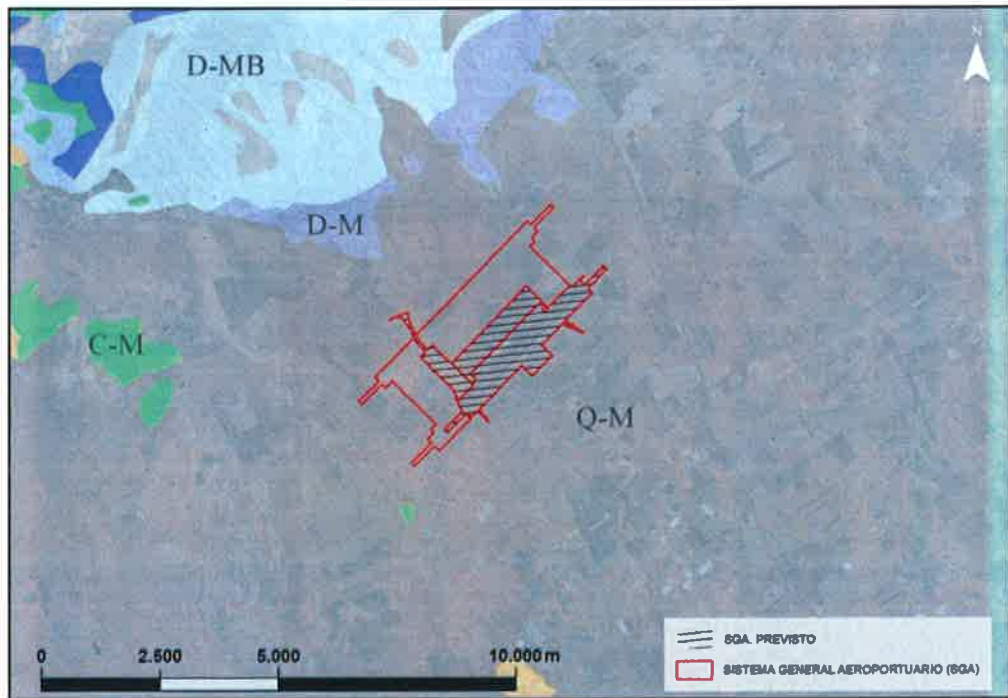 N
D-MB
D-M
C-M
Q-M
0 2.500 5.000 10.000 m
SGA. PREVISTO
SISTEMA GENERAL AEROPORTUARIO (SGA)